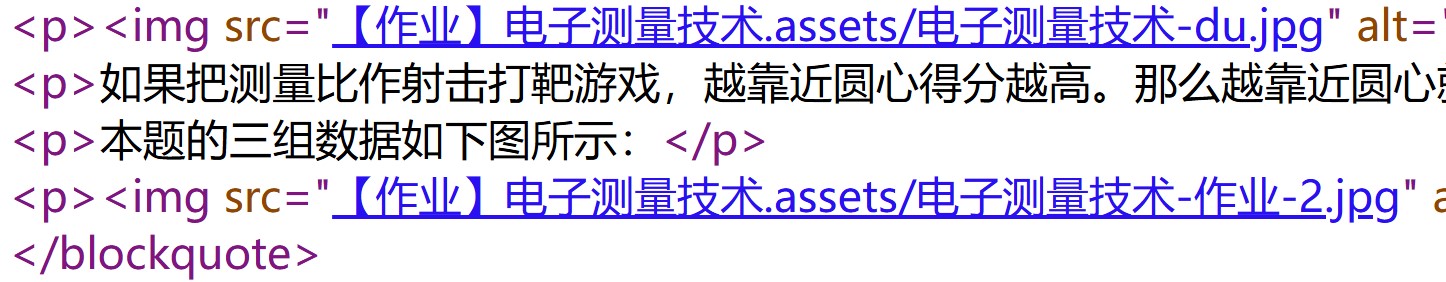 <p><img src="【作业】电子测量技术.assets/电子测量技术-du.jpg" alt="
<p>如果把测量比作射击打靶游戏，越靠近圆心得分越高。那么越靠近圆心就
<p>本题的三组数据如下图所示：</p>
<p><img src="【作业】电子测量技术.assets/电子测量技术-作业-2.jpg" a
</blockquote>